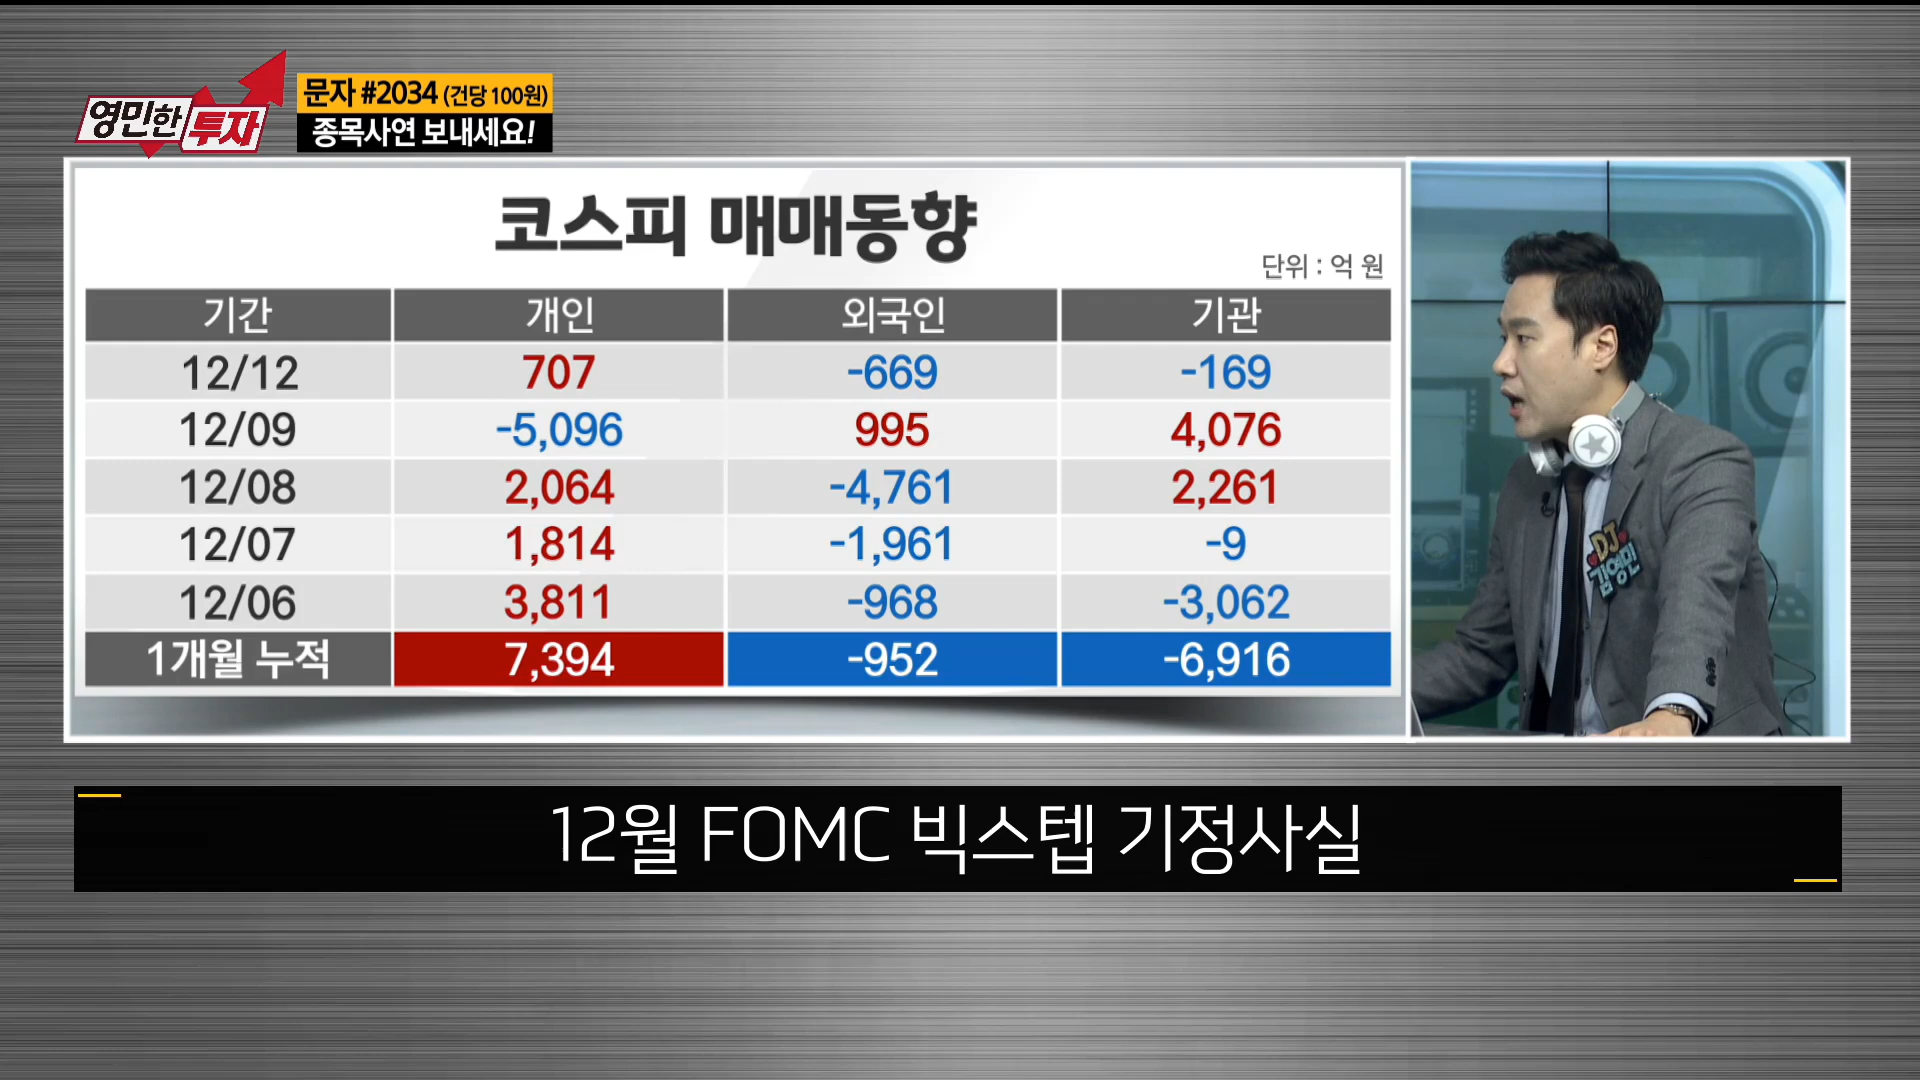 영민한 투자
문자 #2034 (건당 100원)
종목사연 보내세요!
코스피 매매동향
단위 : 억 원
기간 개인 외국인 기관
12/12 707 -669 -169
12/09 -5,096 995 4,076
12/08 2,064 -4,761 2,261
12/07 1,814 -1,961 -9
12/06 3,811 -968 -3,062
1개월 누적 7,394 -952 -6,916
DJ
김영민
12월 FOMC 빅스텝 기정사실